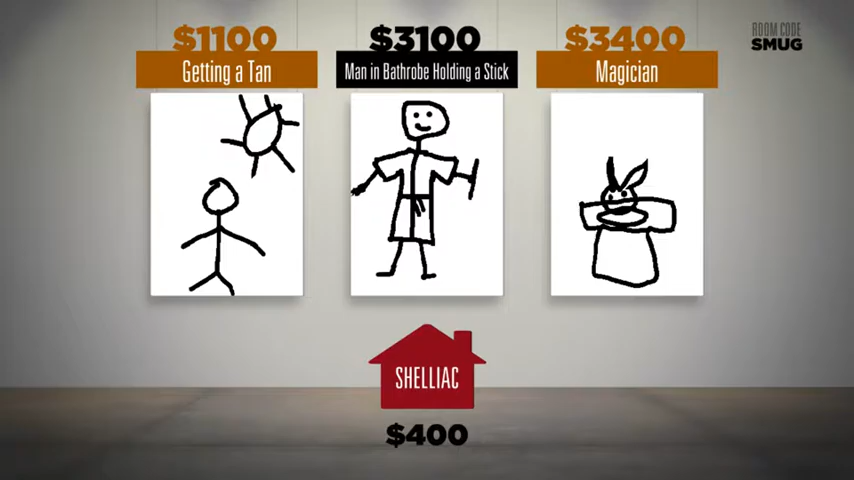 $1100
$3100
$3400
ROOM CODE
SMUG
Getting a Tan
Man in Bathrobe Holding a Stick
Magician
SHELLIAC
$400